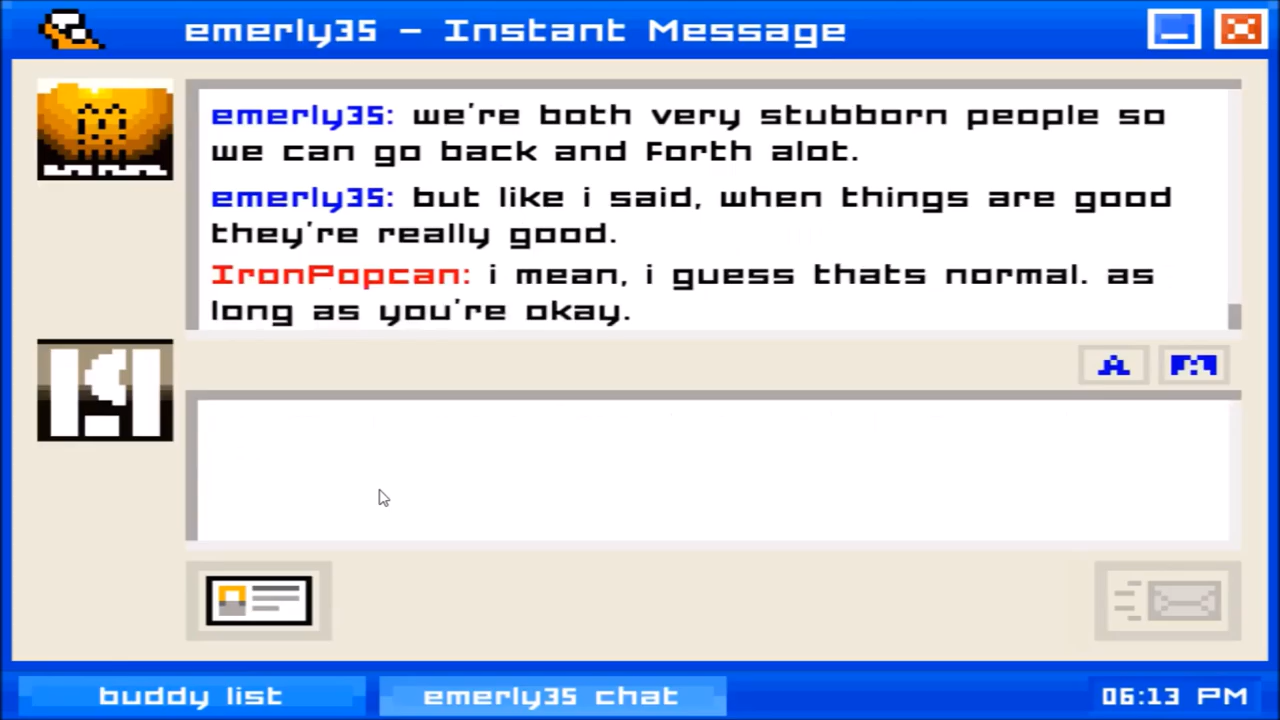 emerly35 - Instant Message
emerly35: we're both very stubborn people so
we can go back and Forth alot.
emerly35: but like i said, when things are good
they're really good.
IronPopcan: i mean, i guess thats normal. as
long as you're okay.
A
buddy list
emerly35 chat
06:13 PM